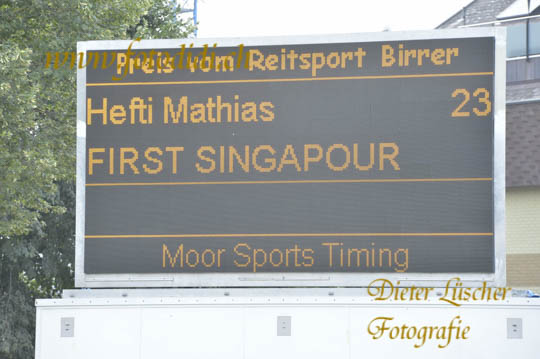 Preis vom Reitsport Birrer
Hefti Mathias 23
FIRST SINGAPOUR
Moor Sports Timing
Dieter Lüscher
Fotografie